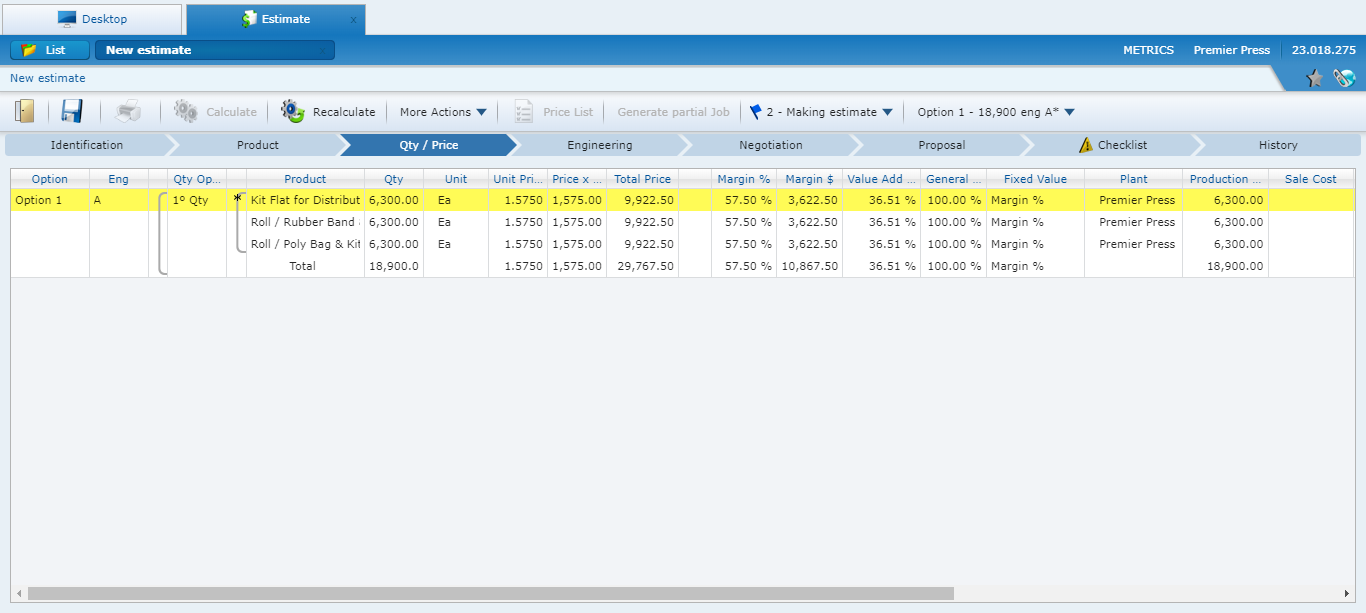 Desktop
Estimate x
List New estimate x METRICS Premier Press 23.018.275
New estimate
Calculate Recalculate More Actions Price List Generate partial Job 2 - Making estimate Option 1 - 18,900 eng A*
Identification Product Qty / Price Engineering Negotiation Proposal Checklist History
Option Eng Qty Op... Product Qty Unit Unit Pri... Price x ... Total Price Margin % Margin $ Value Add ... General ... Fixed Value Plant Production ... Sale Cost
Option 1 A 1º Qty * Kit Flat for Distribut 6,300.00 Ea 1.5750 1,575.00 9,922.50 57.50 % 3,622.50 36.51 % 100.00 % Margin % Premier Press 6,300.00
Roll / Rubber Band 6,300.00 Ea 1.5750 1,575.00 9,922.50 57.50 % 3,622.50 36.51 % 100.00 % Margin % Premier Press 6,300.00
Roll / Poly Bag & Kit 6,300.00 Ea 1.5750 1,575.00 9,922.50 57.50 % 3,622.50 36.51 % 100.00 % Margin % Premier Press 6,300.00
Total 18,900.0 1.5750 1,575.00 29,767.50 57.50 % 10,867.50 36.51 % 100.00 % Margin % 18,900.00